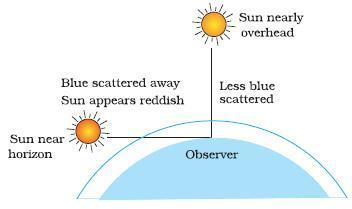 Sun nearly
overhead
Blue scattered away
Sun appears reddish
Less blue
scattered
Sun near
horizon
Observer